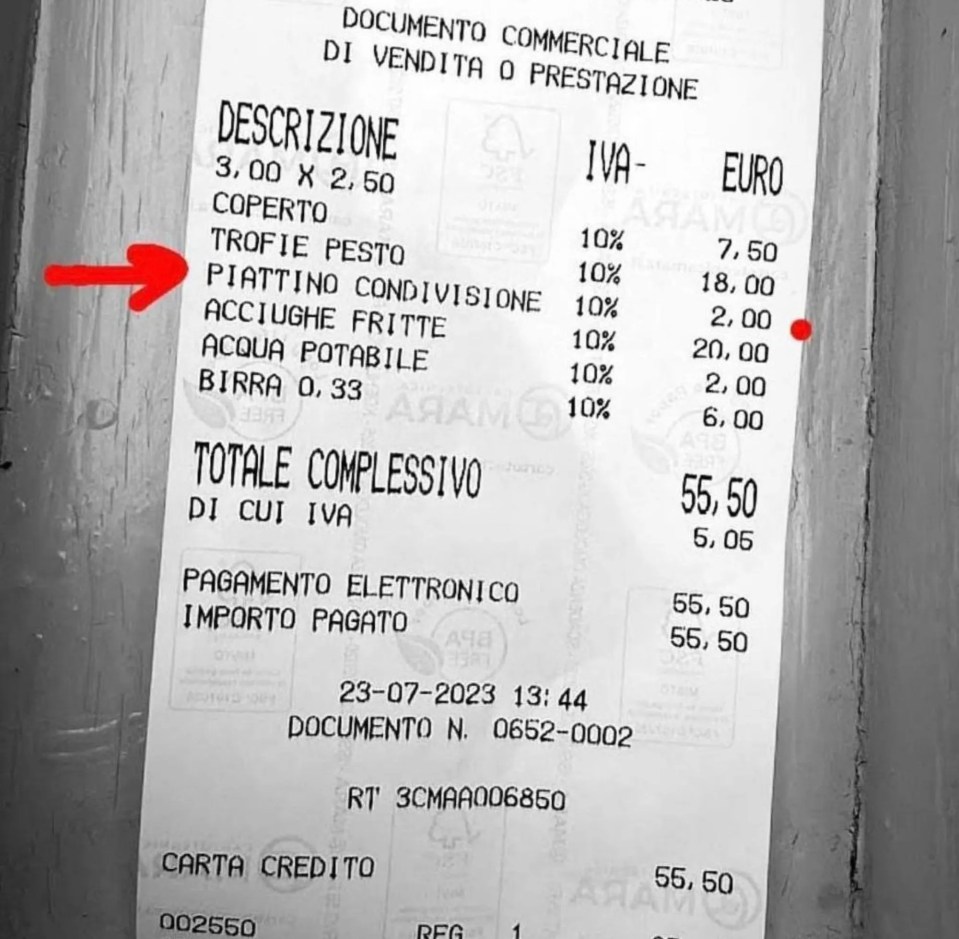 DOCUMENTO COMMERCIALE
DI VENDITA O PRESTAZIONE
DESCRIZIONE IVA- EURO
3,00 X 2,50
COPERTO 10% 7,50
TROFIE PESTO 10% 18,00
PIATTINO CONDIVISIONE 10% 2,00
ACCIUGHE FRITTE 10% 20,00
ACQUA POTABILE 10% 2,00
BIRRA 0,33 10% 6,00
TOTALE COMPLESSIVO 55,50
DI CUI IVA 5,05
PAGAMENTO ELETTRONICO 55,50
IMPORTO PAGATO 55,50
23-07-2023 13:44
DOCUMENTO N. 0652-0002
RT 3CMAA006850
CARTA CREDITO 55,50
002550 REG 1